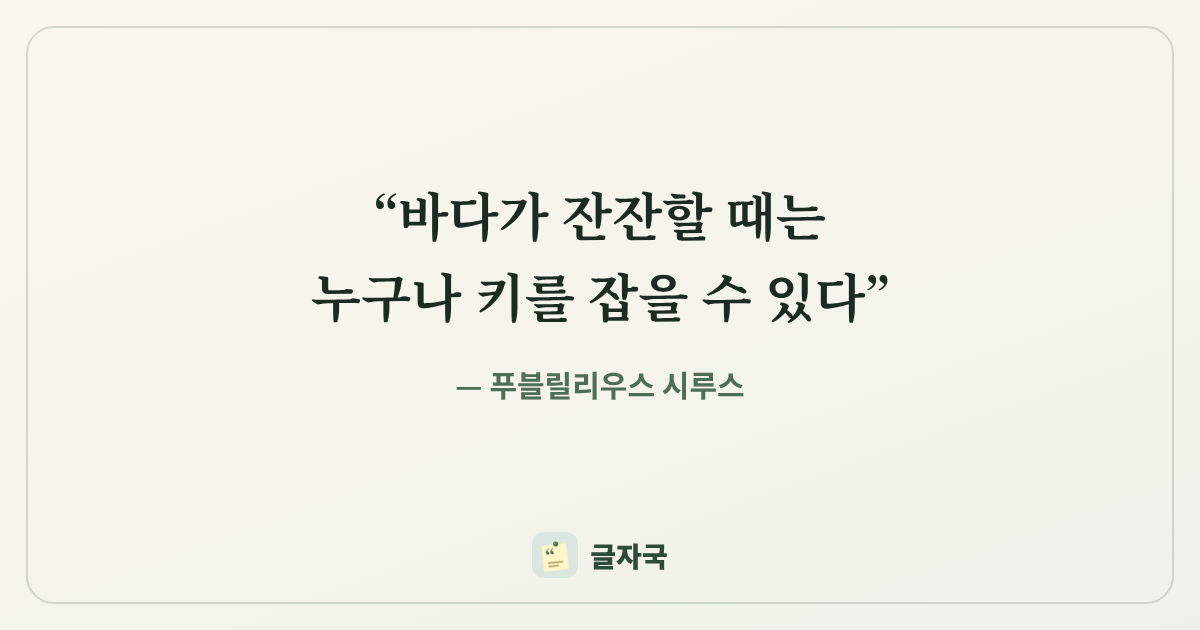 “바다가 잔잔할 때는
누구나 키를 잡을 수 있다”
— 푸블릴리우스 시루스
글자국